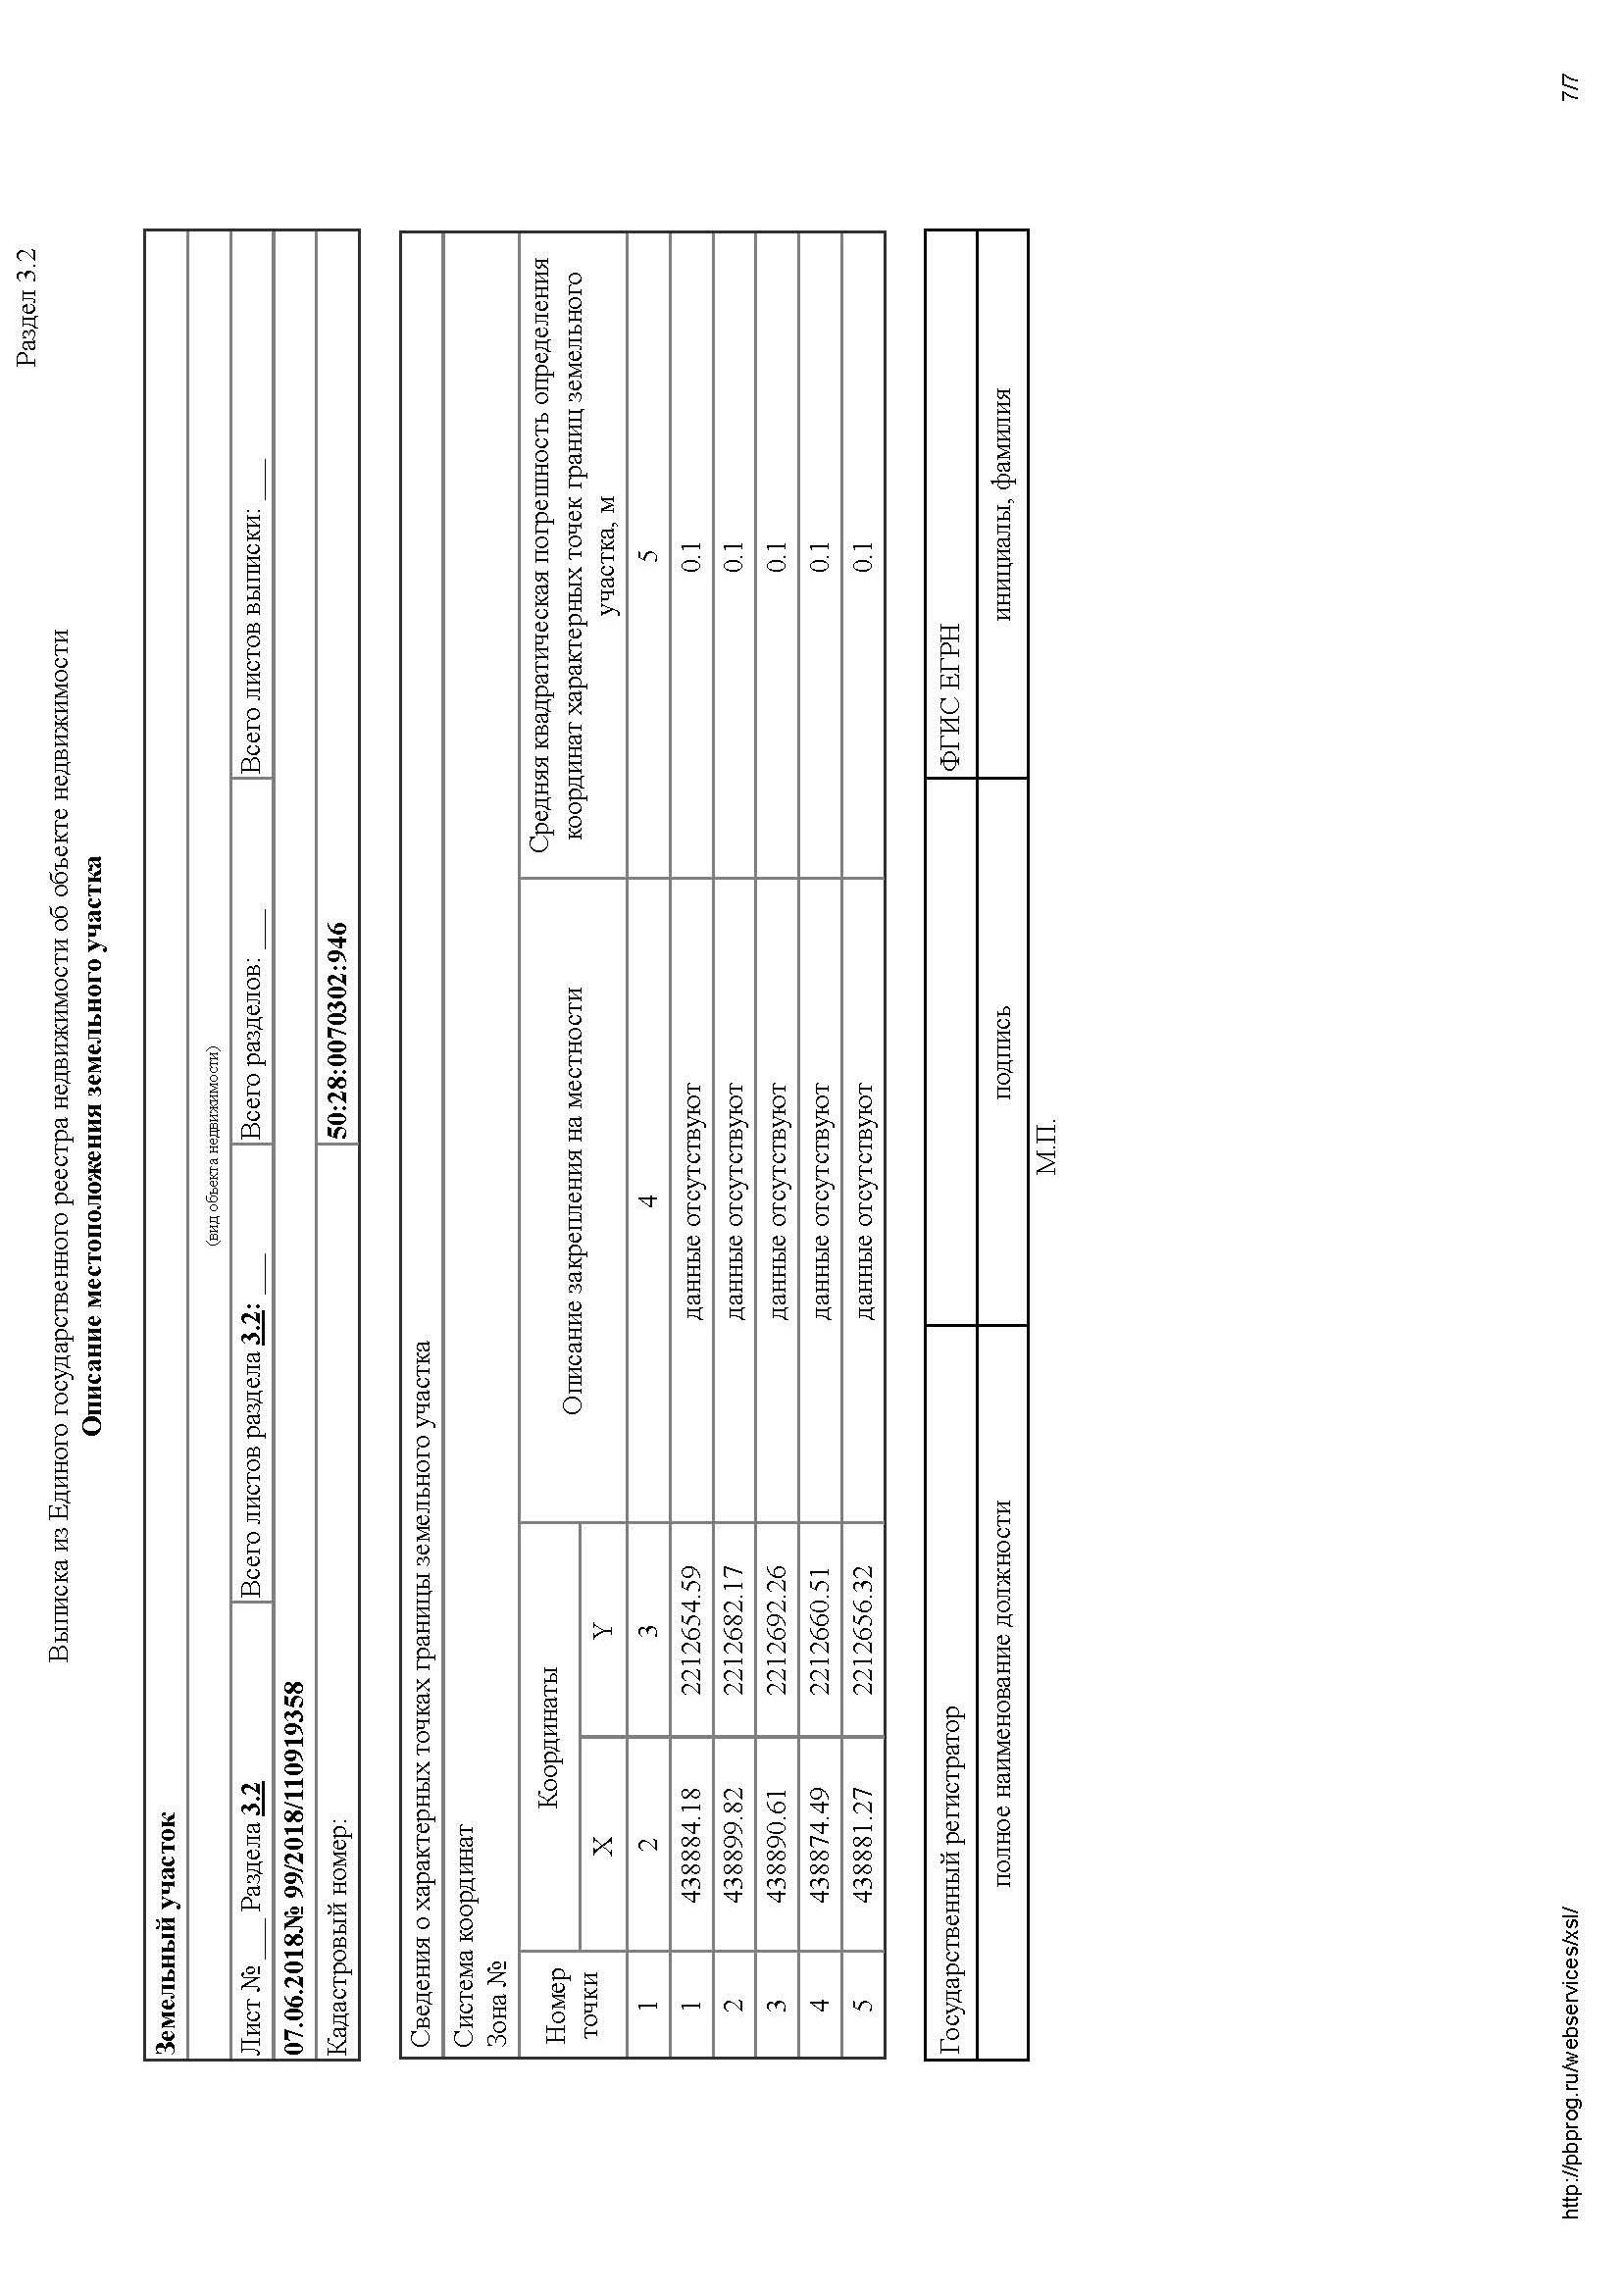 Раздел 3.2
Выписка из Единого государственного реестра недвижимости об объекте недвижимости
Описание местоположения земельного участка
Земельный участок
(вид объекта недвижимости)
Лист № ___ Раздела 3.2 Всего листов раздела 3.2: ___ Всего разделов: ___ Всего листов выписки: ___
07.06.2018№ 99/2018/110919358
Кадастровый номер: 50:28:0070302:946
Сведения о характерных точках границы земельного участка
Система координат
Зона №
Номер точки Координаты Описание закрепления на местности Средняя квадратическая погрешность определения
координат характерных точек границ земельного
участка, м
X Y
1 2 3 4 5
1 438884.18 2212654.59 данные отсутствуют 0.1
2 438899.82 2212682.17 данные отсутствуют 0.1
3 438890.61 2212692.26 данные отсутствуют 0.1
4 438874.49 2212660.51 данные отсутствуют 0.1
5 438881.27 2212656.32 данные отсутствуют 0.1
Государственный регистратор ФГИС ЕГРН
полное наименование должности подпись инициалы, фамилия
М.П.
http://pbprog.ru/webservices/xsl/ 7/7